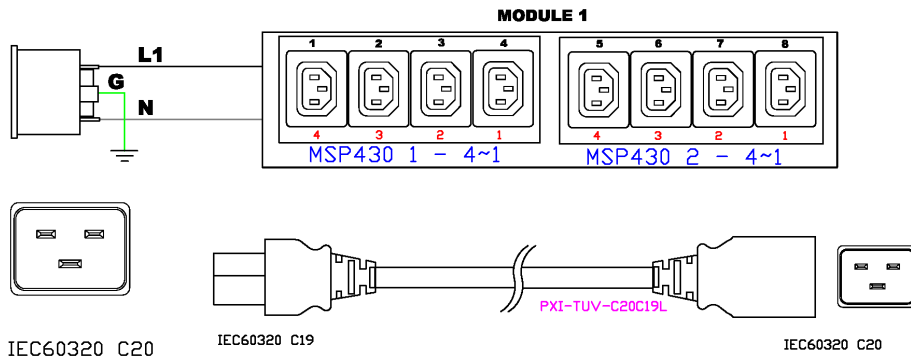 MODULE 1
L1
G
N
1 2 3 4 5 6 7 8
4 3 2 1 4 3 2 1
MSP430 1 - 4~1 MSP430 2 - 4~1
PXI-TUV-C20C19L
IEC60320 C20
IEC60320 C19
IEC60320 C20